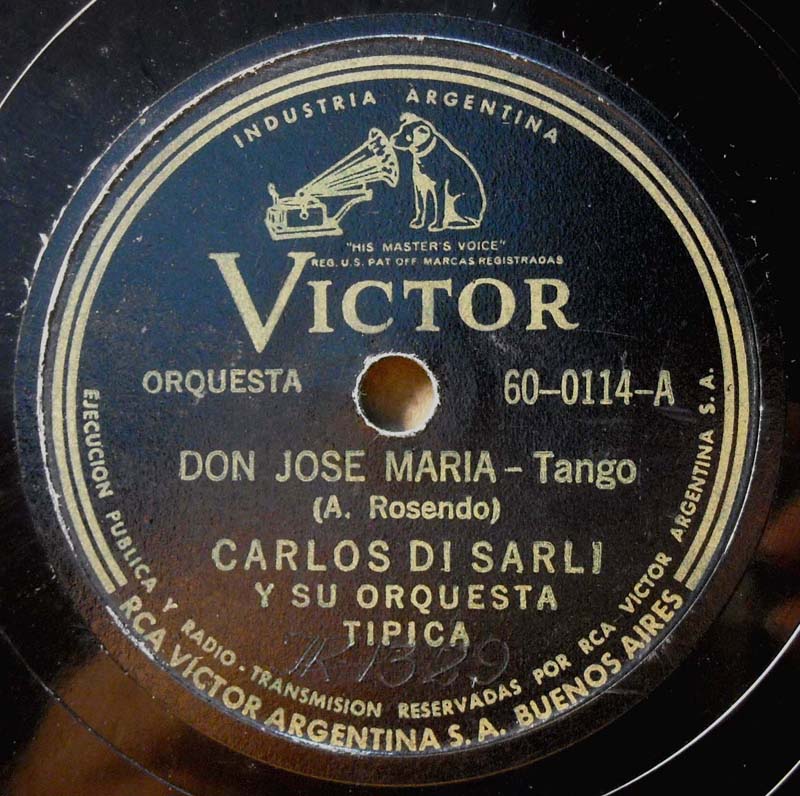 INDUSTRIA ARGENTINA
"HIS MASTER'S VOICE"
REG. U.S. PAT OFF MARCAS REGISTRADAS
VICTOR
ORQUESTA 60-0114-A
DON JOSE MARIA - Tango
(A. Rosendo)
CARLOS DI SARLI
Y SU ORQUESTA
TIPICA
EJECUCION PUBLICA Y RADIO-TRANSMISION RESERVADAS POR RCA VICTOR ARGENTINA S. A.
RCA VICTOR ARGENTINA S. A. BUENOS AIRES